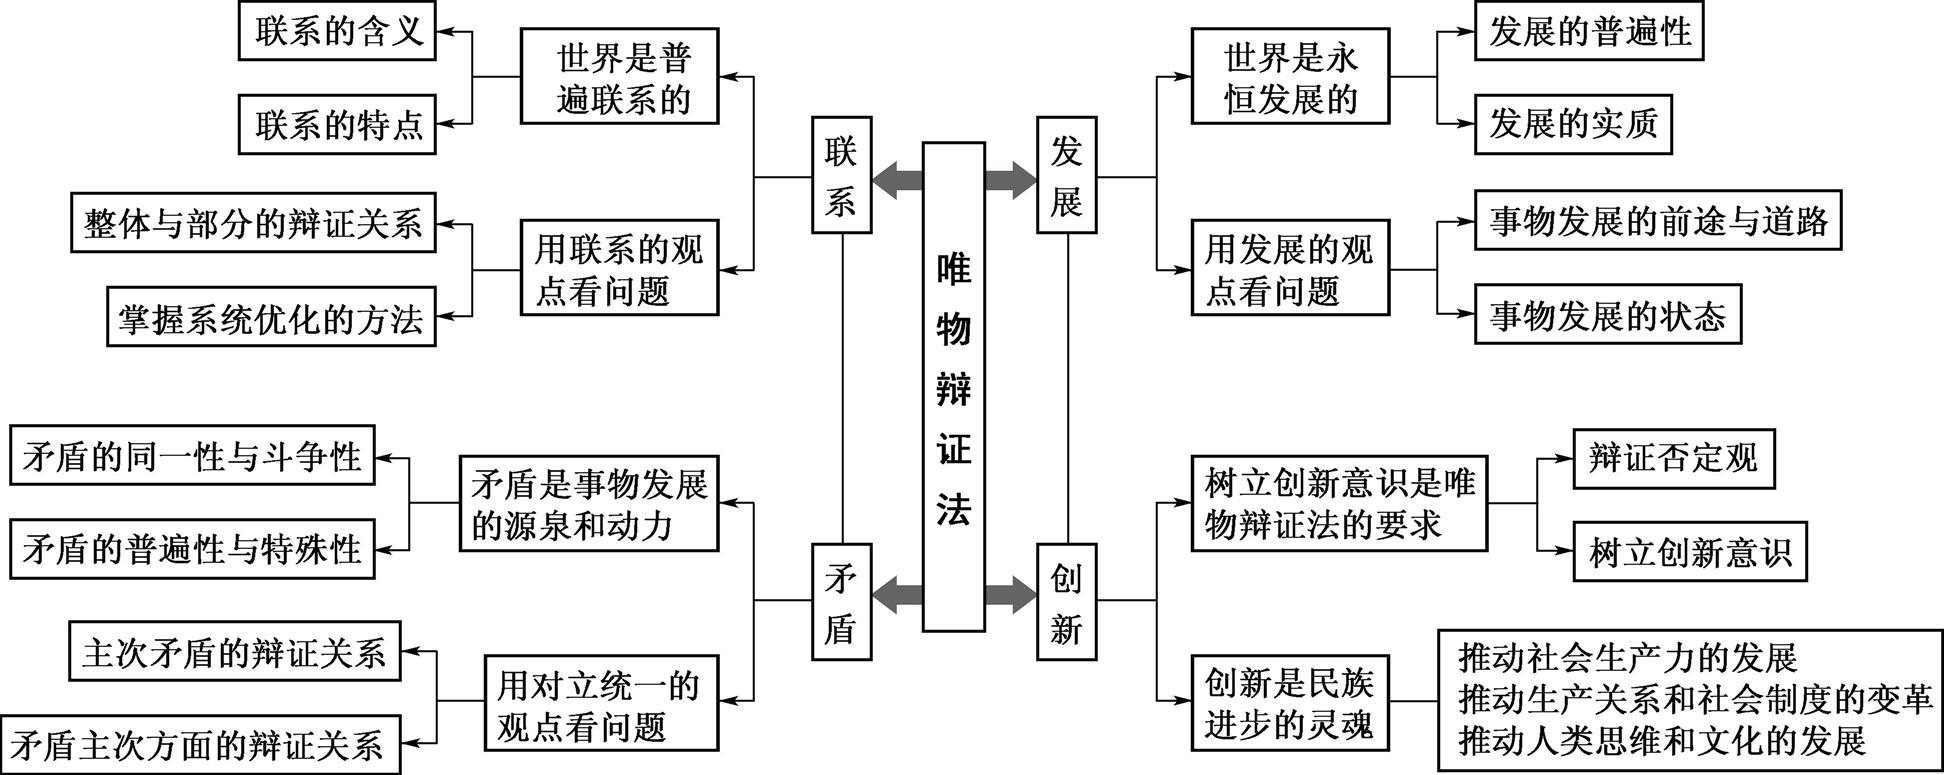 唯物辩证法
联系
世界是普
遍联系的
联系的含义
联系的特点
用联系的观
点看问题
整体与部分的辩证关系
掌握系统优化的方法
发展
世界是永
恒发展的
发展的普遍性
发展的实质
用发展的观
点看问题
事物发展的前途与道路
事物发展的状态
矛盾
矛盾是事物发展
的源泉和动力
矛盾的同一性与斗争性
矛盾的普遍性与特殊性
用对立统一的
观点看问题
主次矛盾的辩证关系
矛盾主次方面的辩证关系
创新
树立创新意识是唯
物辩证法的要求
辩证否定观
树立创新意识
创新是民族
进步的灵魂
推动社会生产力的发展
推动生产关系和社会制度的变革
推动人类思维和文化的发展